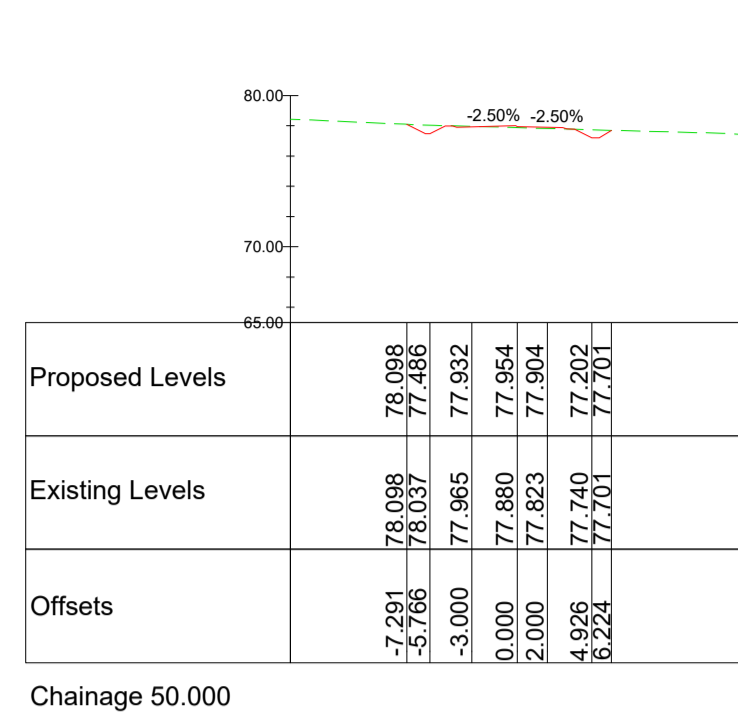 80.00
-2.50% -2.50%
70.00
65.00
Proposed Levels 78.098 77.486 77.932 77.954 77.904 77.202 77.701
Existing Levels 78.098 78.037 77.965 77.880 77.823 77.740 77.701
Offsets -7.291 -5.766 -3.000 0.000 2.000 4.926 6.224
Chainage 50.000